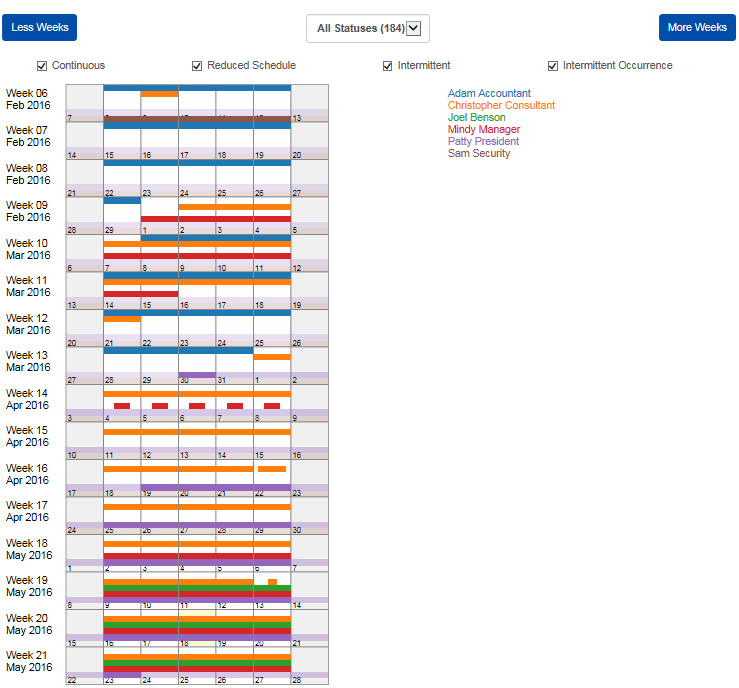 Less Weeks
All Statuses (184)
More Weeks
Continuous
Reduced Schedule
Intermittent
Intermittent Occurrence
Adam Accountant
Christopher Consultant
Joel Benson
Mindy Manager
Patty President
Sam Security
Week 06
Feb 2016
7 8 9 10 11 12 13
Week 07
Feb 2016
14 15 16 17 18 19 20
Week 08
Feb 2016
21 22 23 24 25 26 27
Week 09
Feb 2016
28 29 1 2 3 4 5
Week 10
Mar 2016
6 7 8 9 10 11 12
Week 11
Mar 2016
13 14 15 16 17 18 19
Week 12
Mar 2016
20 21 22 23 24 25 26
Week 13
Mar 2016
27 28 29 30 31 1 2
Week 14
Apr 2016
3 4 5 6 7 8 9
Week 15
Apr 2016
10 11 12 13 14 15 16
Week 16
Apr 2016
17 18 19 20 21 22 23
Week 17
Apr 2016
24 25 26 27 28 29 30
Week 18
May 2016
1 2 3 4 5 6 7
Week 19
May 2016
8 9 10 11 12 13 14
Week 20
May 2016
15 16 17 18 19 20 21
Week 21
May 2016
22 23 24 25 26 27 28